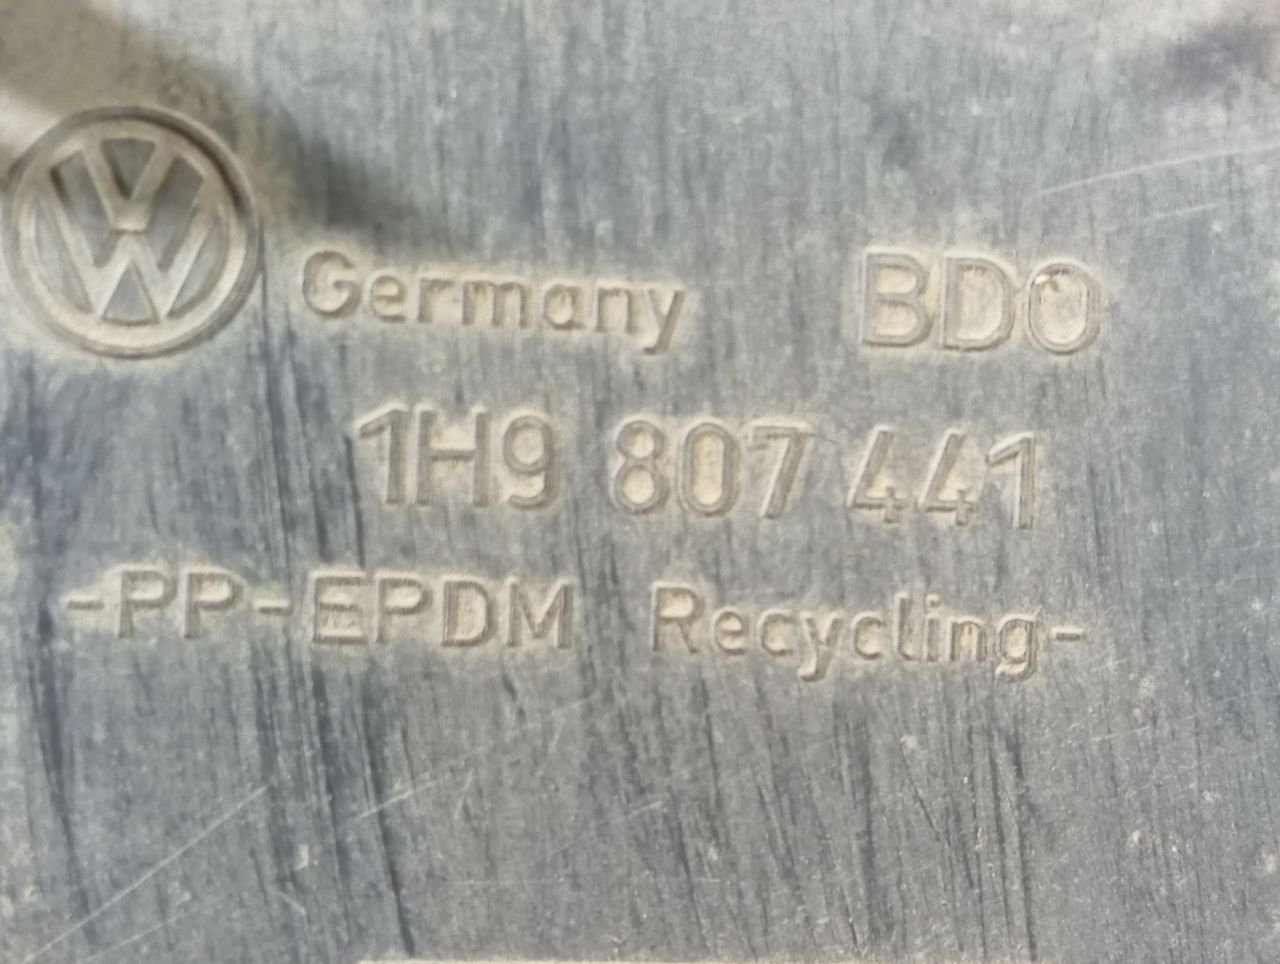 Germany BDO
1H9 807 441
-PP-EPDM Recycling-